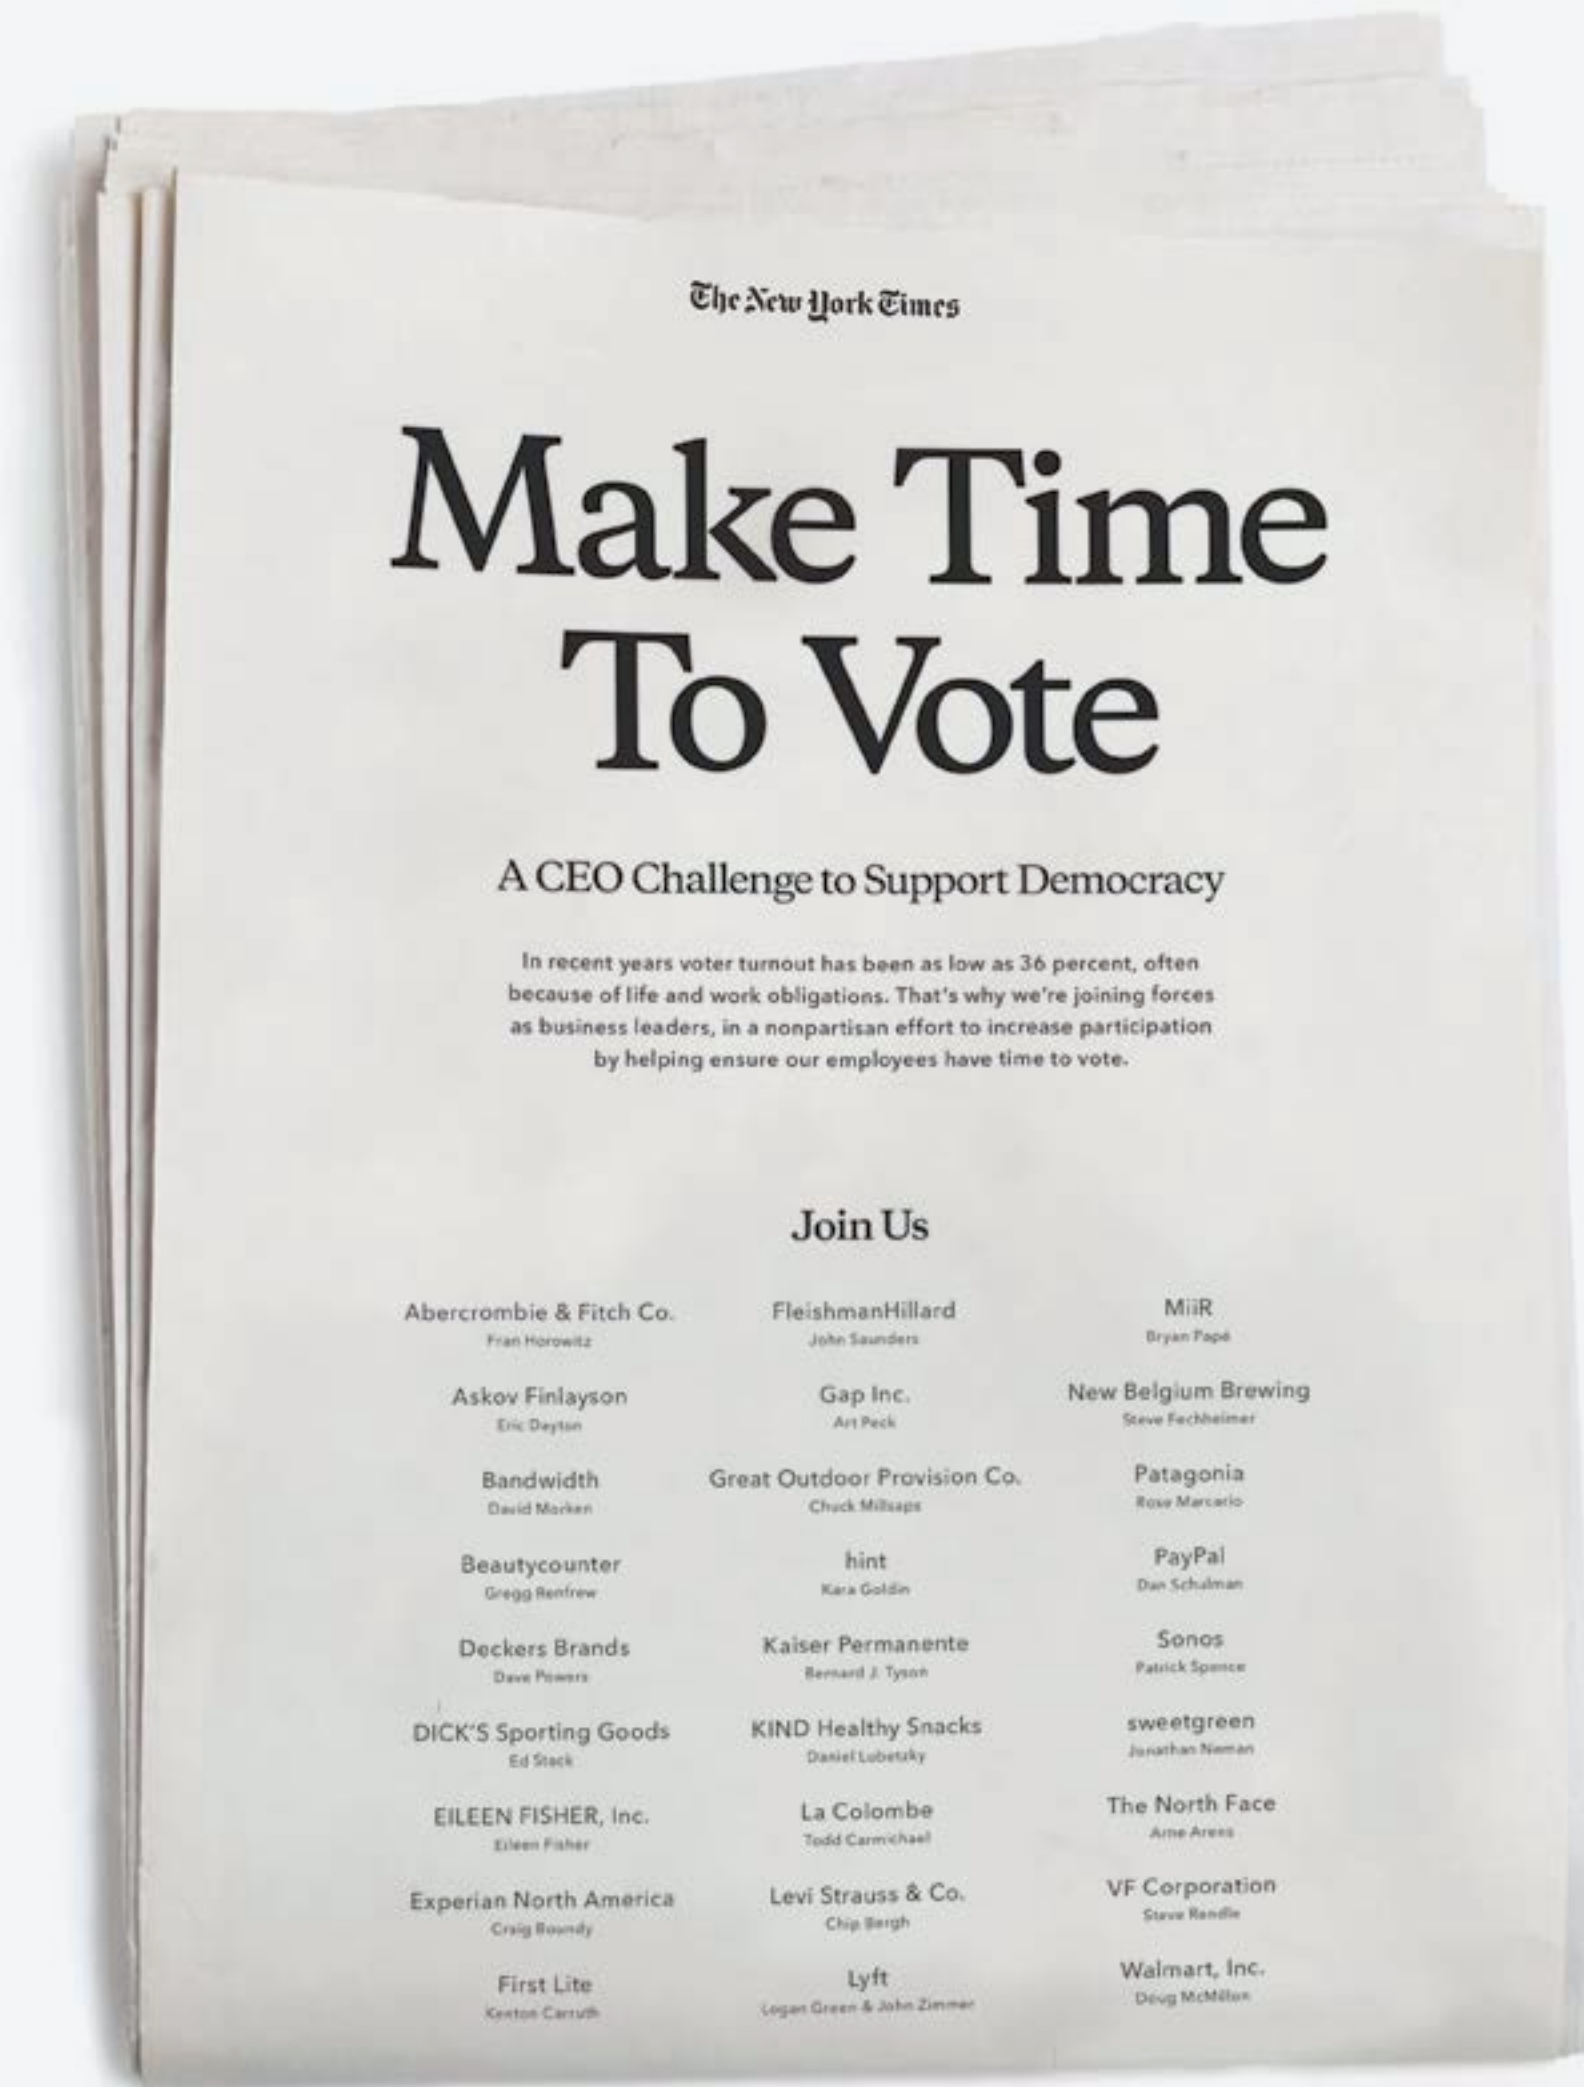 The New York Times
Make Time
To Vote
A CEO Challenge to Support Democracy
In recent years voter turnout has been as low as 36 percent, often
because of life and work obligations. That's why we're joining forces
as business leaders, in a nonpartisan effort to increase participation
by helping ensure our employees have time to vote.
Join Us
Abercrombie & Fitch Co.
Fran Horowitz
Askov Finlayson
Eric Dayton
Bandwidth
David Morken
Beautycounter
Gregg Renfrew
Deckers Brands
Dave Powers
DICK'S Sporting Goods
Ed Stack
EILEEN FISHER, Inc.
Eileen Fisher
Experian North America
Craig Boundy
First Lite
Kenton Carruth
FleishmanHillard
John Saunders
Gap Inc.
Art Peck
Great Outdoor Provision Co.
Chuck Millsaps
hint
Kara Goldin
Kaiser Permanente
Bernard J. Tyson
KIND Healthy Snacks
Daniel Lubetzky
La Colombe
Todd Carmichael
Levi Strauss & Co.
Chip Bergh
Lyft
Logan Green & John Zimmer
MiiR
Bryan Papé
New Belgium Brewing
Steve Fechheimer
Patagonia
Rose Marcario
PayPal
Dan Schulman
Sonos
Patrick Spence
sweetgreen
Jonathan Neman
The North Face
Arne Arens
VF Corporation
Steve Rendle
Walmart, Inc.
Doug McMillon